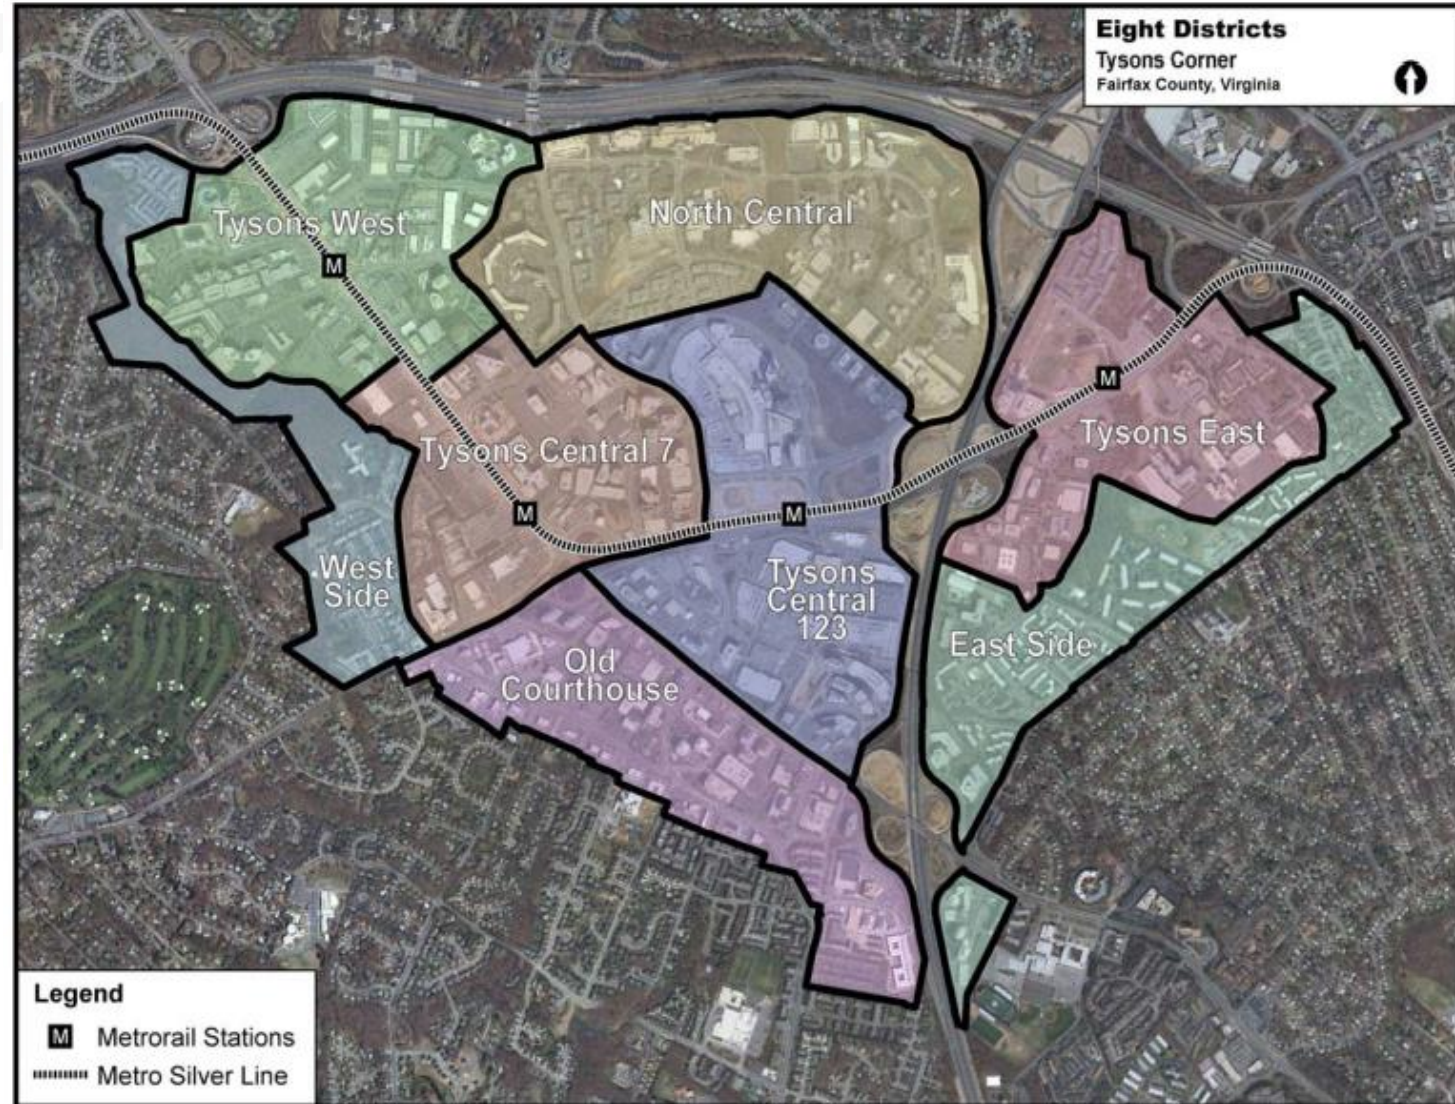 Eight Districts
Tysons Corner
Fairfax County, Virginia
Tysons West
M
North Central
M
Tysons East
Tysons Central 7
M
M
West
Side
Tysons
Central
123
East Side
Old
Courthouse
Legend
M Metrorail Stations
Metro Silver Line